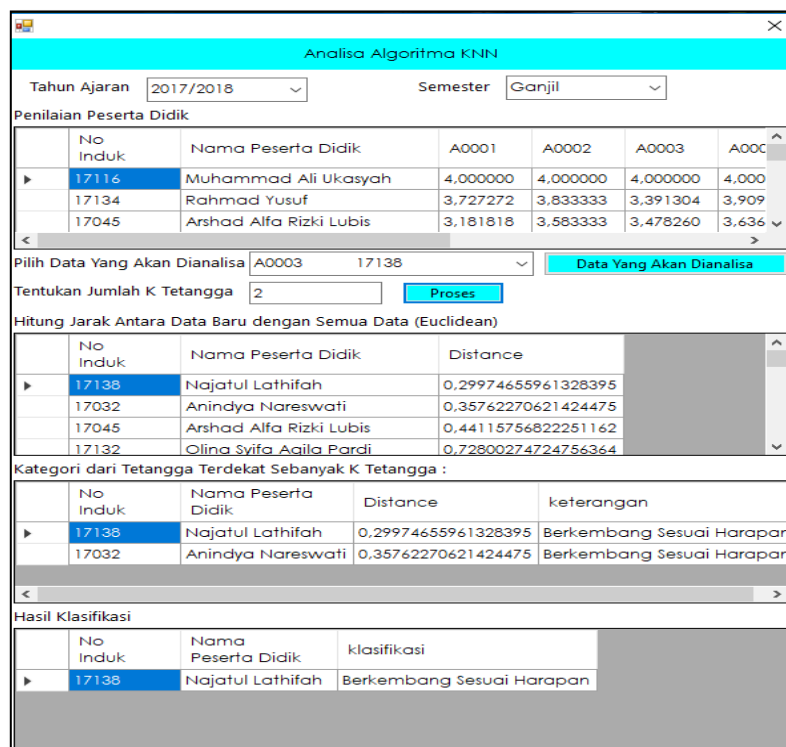 Analisa Algoritma KNN
Tahun Ajaran 2017/2018 Semester Ganjil
Penilaian Peserta Didik
No Induk Nama Peserta Didik A0001 A0002 A0003 A000
17116 Muhammad Ali Ukasyah 4,000000 4,000000 4,000000 4,000
17134 Rahmad Yusuf 3,727272 3,833333 3,391304 3,909
17045 Arshad Alfa Rizki Lubis 3,181818 3,583333 3,478260 3,636
Pilih Data Yang Akan Dianalisa A0003 17138 Data Yang Akan Dianalisa
Tentukan Jumlah K Tetangga 2 Proses
Hitung Jarak Antara Data Baru dengan Semua Data (Euclidean)
No Induk Nama Peserta Didik Distance
17138 Najatul Lathifah 0,29974655961328395
17032 Anindya Nareswati 0,35762270621424475
17045 Arshad Alfa Rizki Lubis 0,44115756822251162
17132 Olina Syifa Aqila Pardi 0,72800274724756364
Kategori dari Tetangga Terdekat Sebanyak K Tetangga :
No Induk Nama Peserta Didik Distance keterangan
17138 Najatul Lathifah 0,29974655961328395 Berkembang Sesuai Harapan
17032 Anindya Nareswati 0,35762270621424475 Berkembang Sesuai Harapan
Hasil Klasifikasi
No Induk Nama Peserta Didik klasifikasi
17138 Najatul Lathifah Berkembang Sesuai Harapan